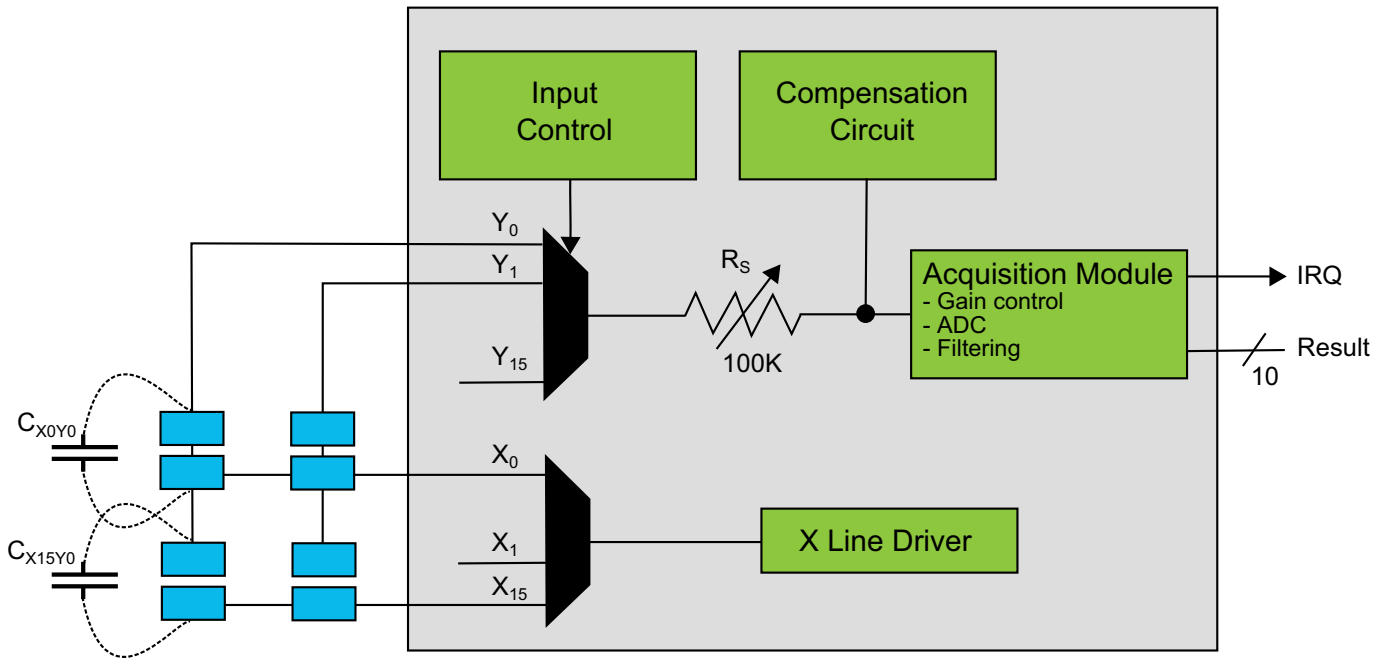 Input
Control
Compensation
Circuit
Y0
Y1
Y15
RS
100K
Acquisition Module
- Gain control
- ADC
- Filtering
IRQ
Result
10
CX0Y0
CX15Y0
X0
X1
X15
X Line Driver